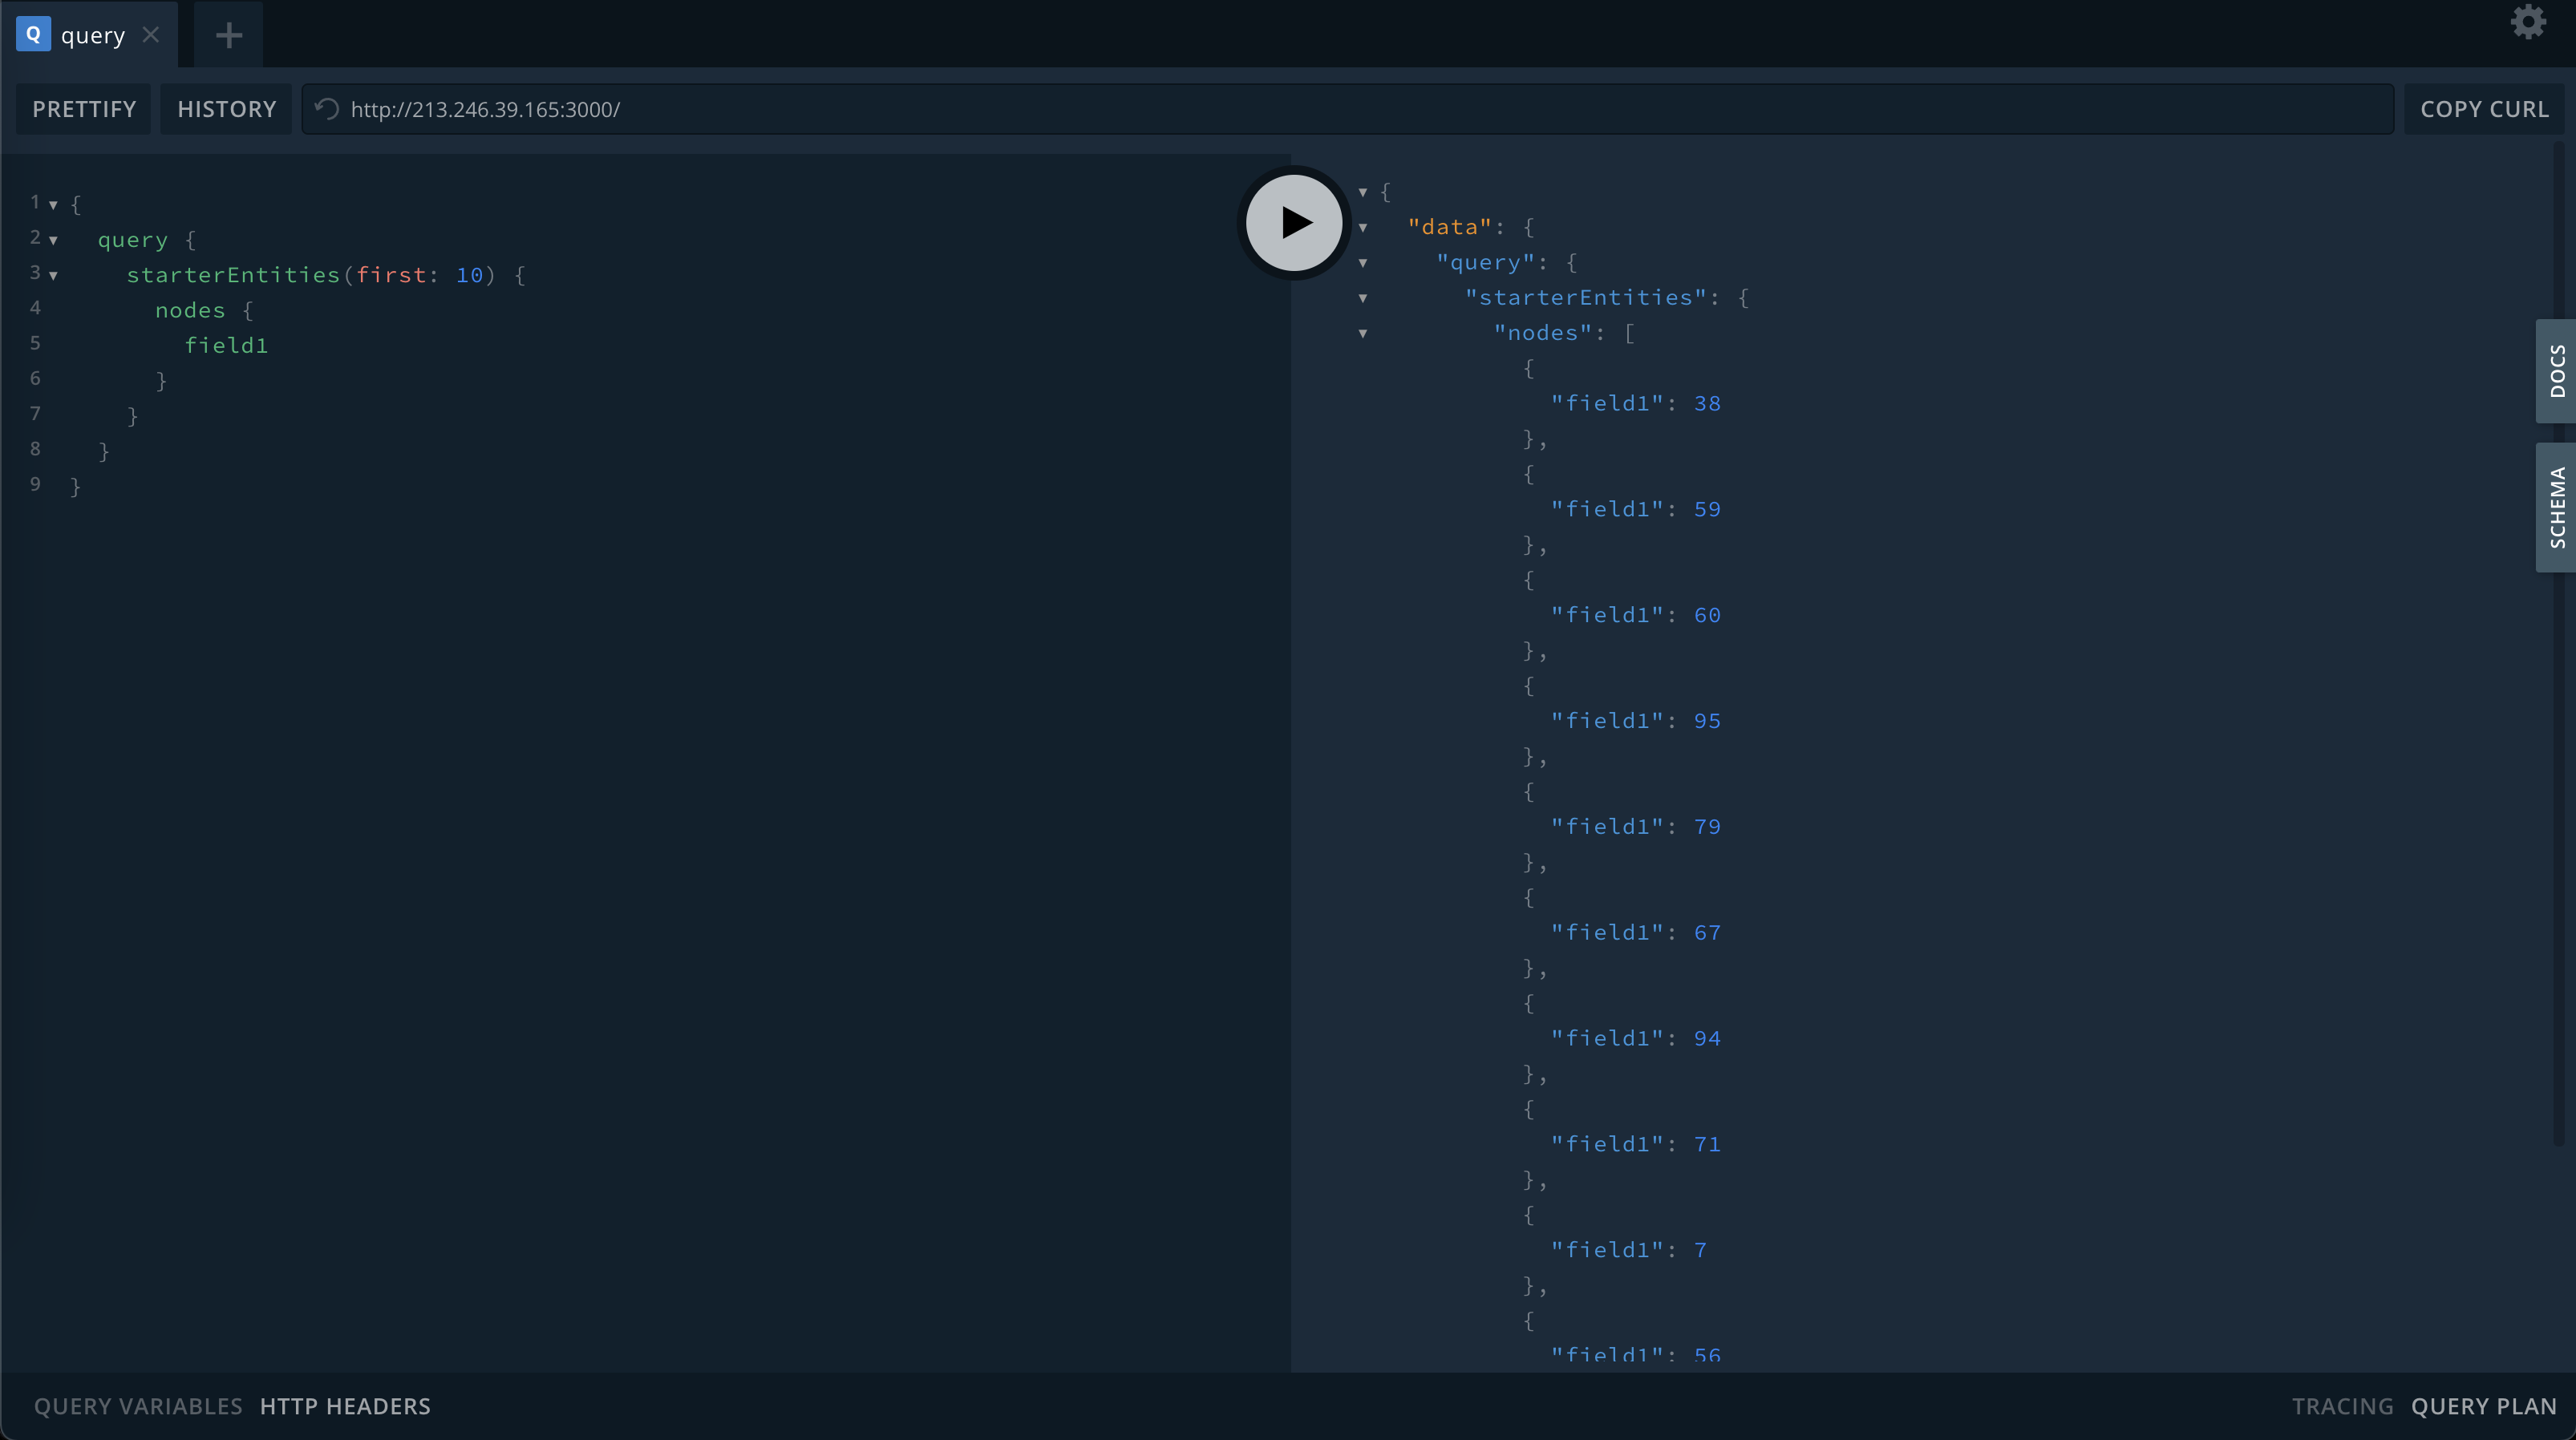 Q query
PRETTIFY HISTORY http://213.246.39.165:3000/ COPY CURL
1 {
2 query {
3 starterEntities(first: 10) {
4 nodes {
5 field1
6 }
7 }
8 }
9 }
{
"data": {
"query": {
"starterEntities": {
"nodes": [
{
"field1": 38
},
{
"field1": 59
},
{
"field1": 60
},
{
"field1": 95
},
{
"field1": 79
},
{
"field1": 67
},
{
"field1": 94
},
{
"field1": 71
},
{
"field1": 7
},
{
"field1": 56
DOCS
SCHEMA
QUERY VARIABLES HTTP HEADERS
TRACING QUERY PLAN